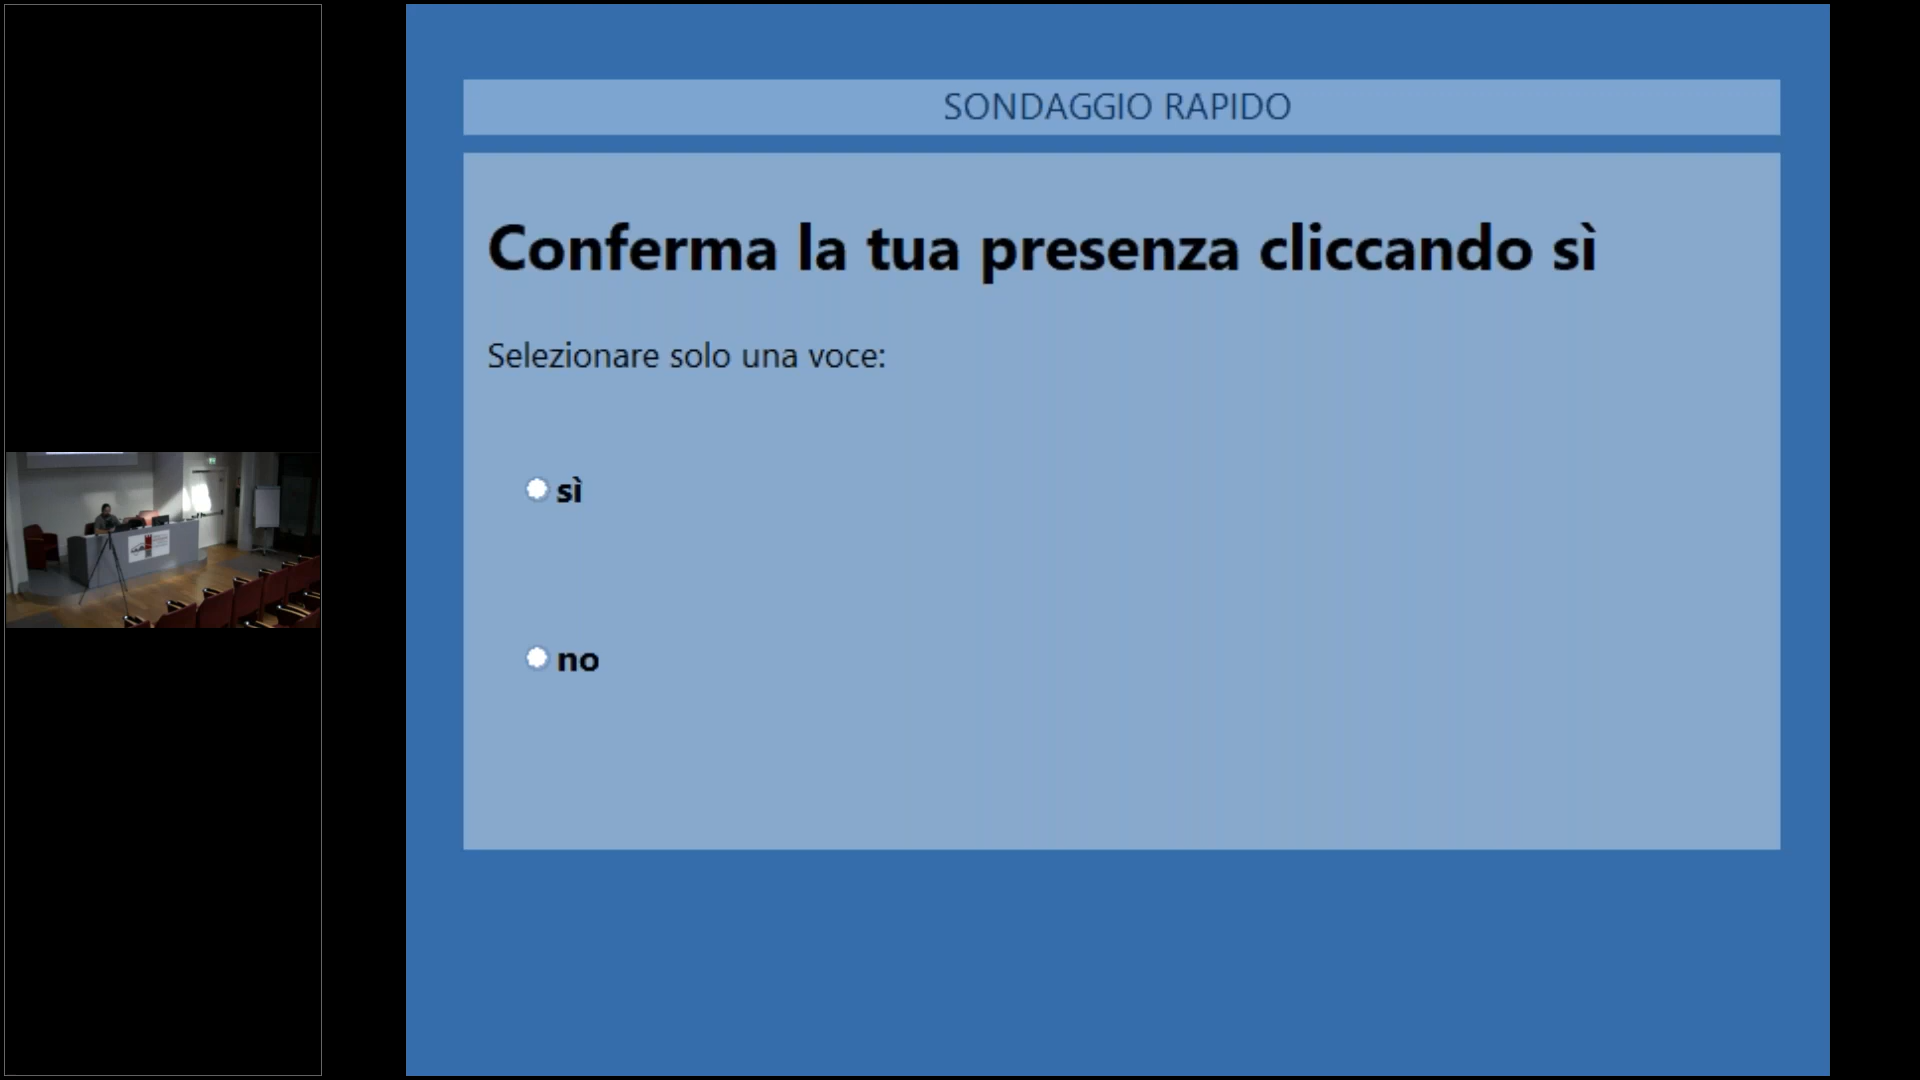 SONDAGGIO RAPIDO
Conferma la tua presenza cliccando sì
Selezionare solo una voce:
sì
no